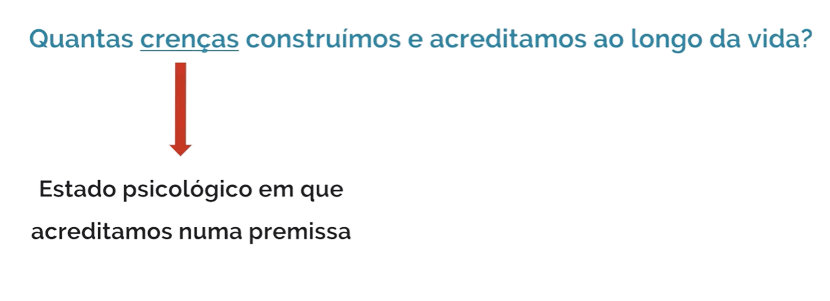 Quantas crenças construímos e acreditamos ao longo da vida?
Estado psicológico em que
acreditamos numa premissa